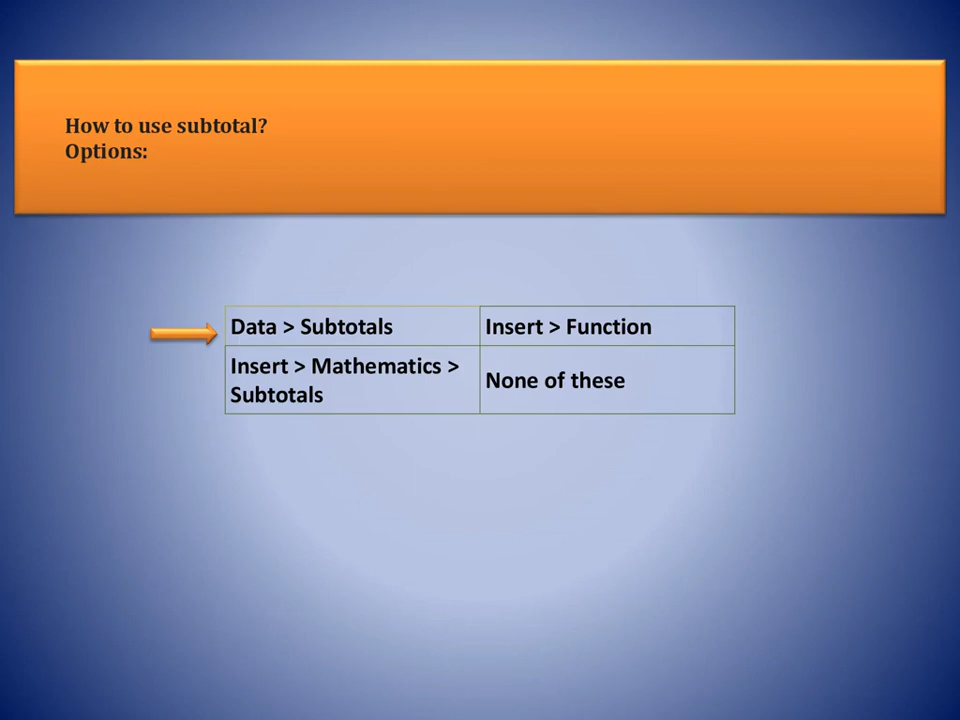 How to use subtotal?
Options:
Data > Subtotals
Insert > Function
Insert > Mathematics >
Subtotals
None of these